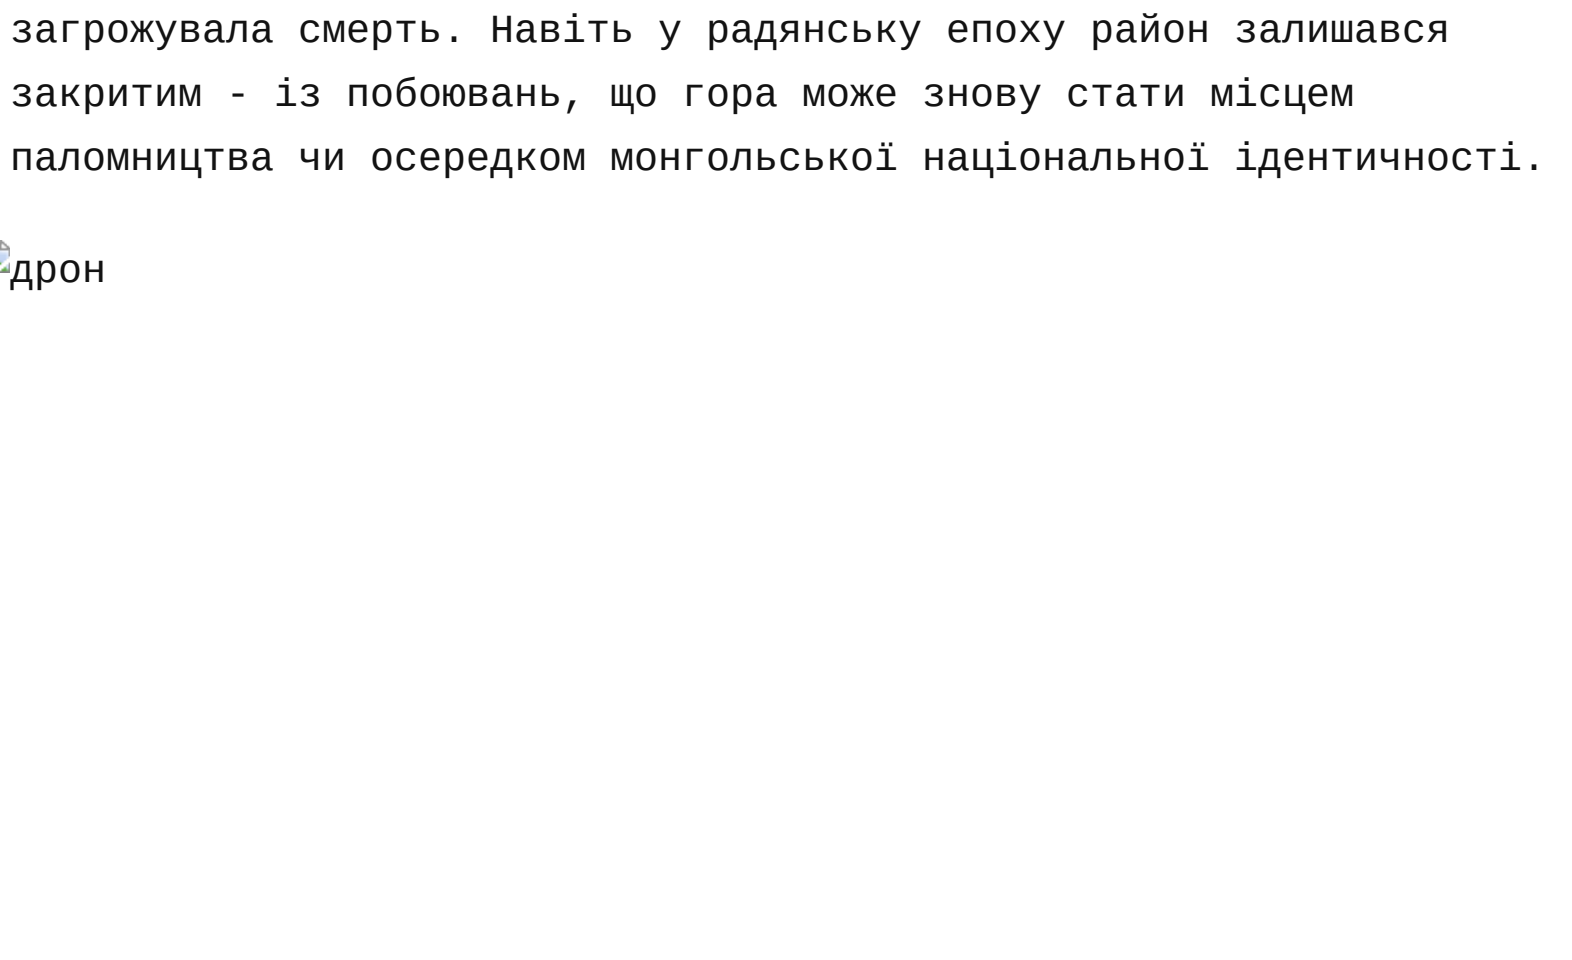 загрожувала смерть. Навіть у радянську епоху район залишався
закритим - із побоювань, що гора може знову стати місцем
паломництва чи осередком монгольської національної ідентичності.
дрон